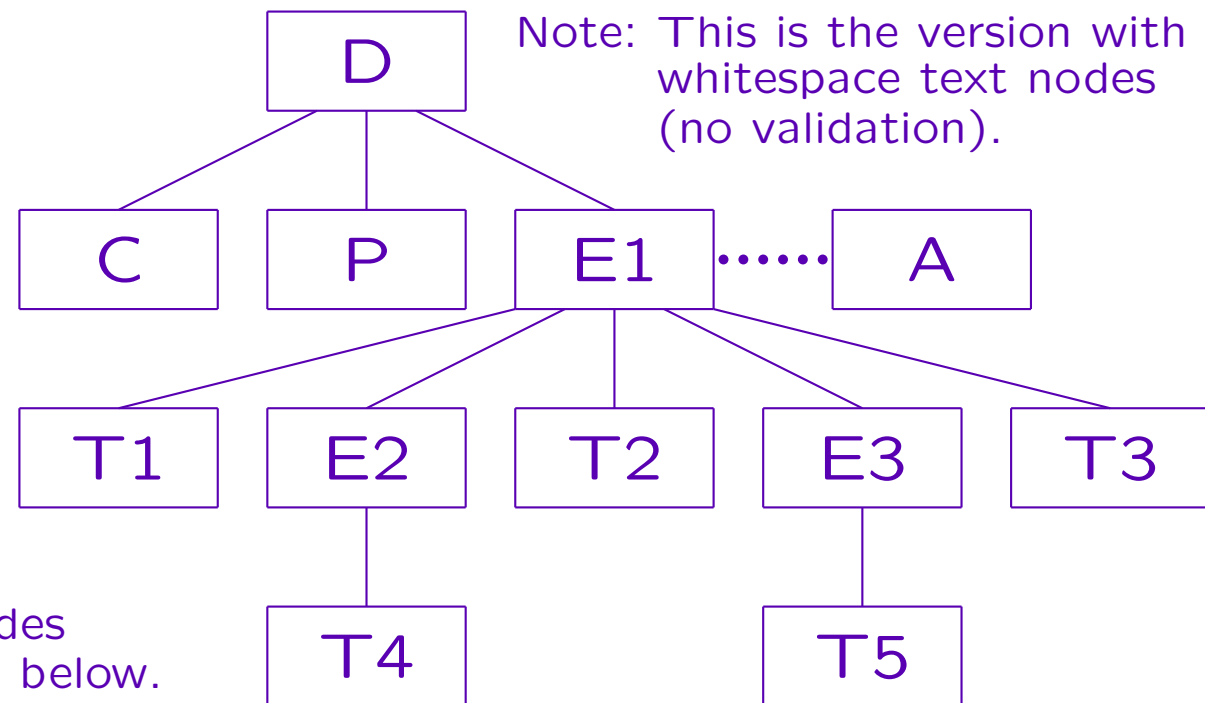 D
Note: This is the version with
whitespace text nodes
(no validation).
C P E1 A
T1 E2 T2 E3 T3
T4 T5
below.